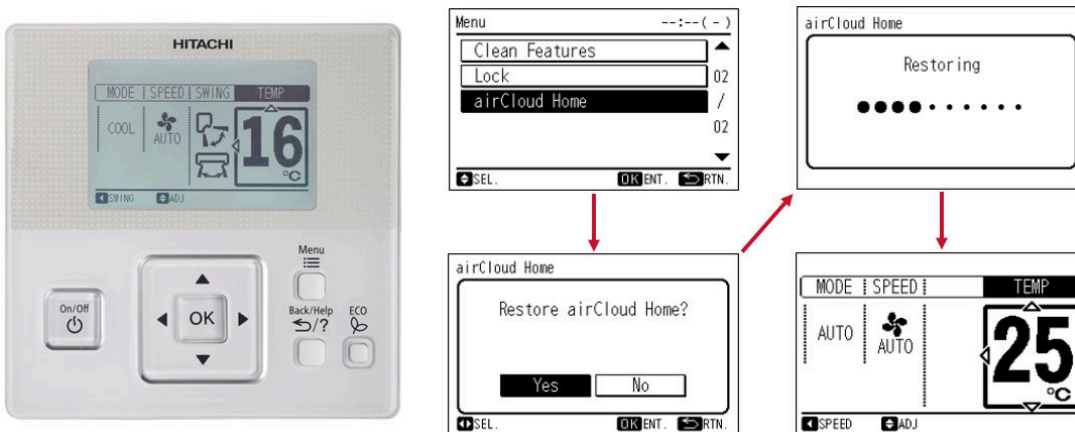 HITACHI
MODE SPEED SWING TEMP
COOL AUTO 16 °C
SWING ADJ
Menu
On/Off
OK
Back/Help
/?
ECO
Menu --:--( - )
Clean Features
Lock
airCloud Home
02
/
02
SEL. OK ENT. RTN.
airCloud Home
Restore airCloud Home?
Yes No
SEL. OK ENT. RTN.
airCloud Home
Restoring
MODE SPEED TEMP
AUTO AUTO 25 °C
SPEED ADJ